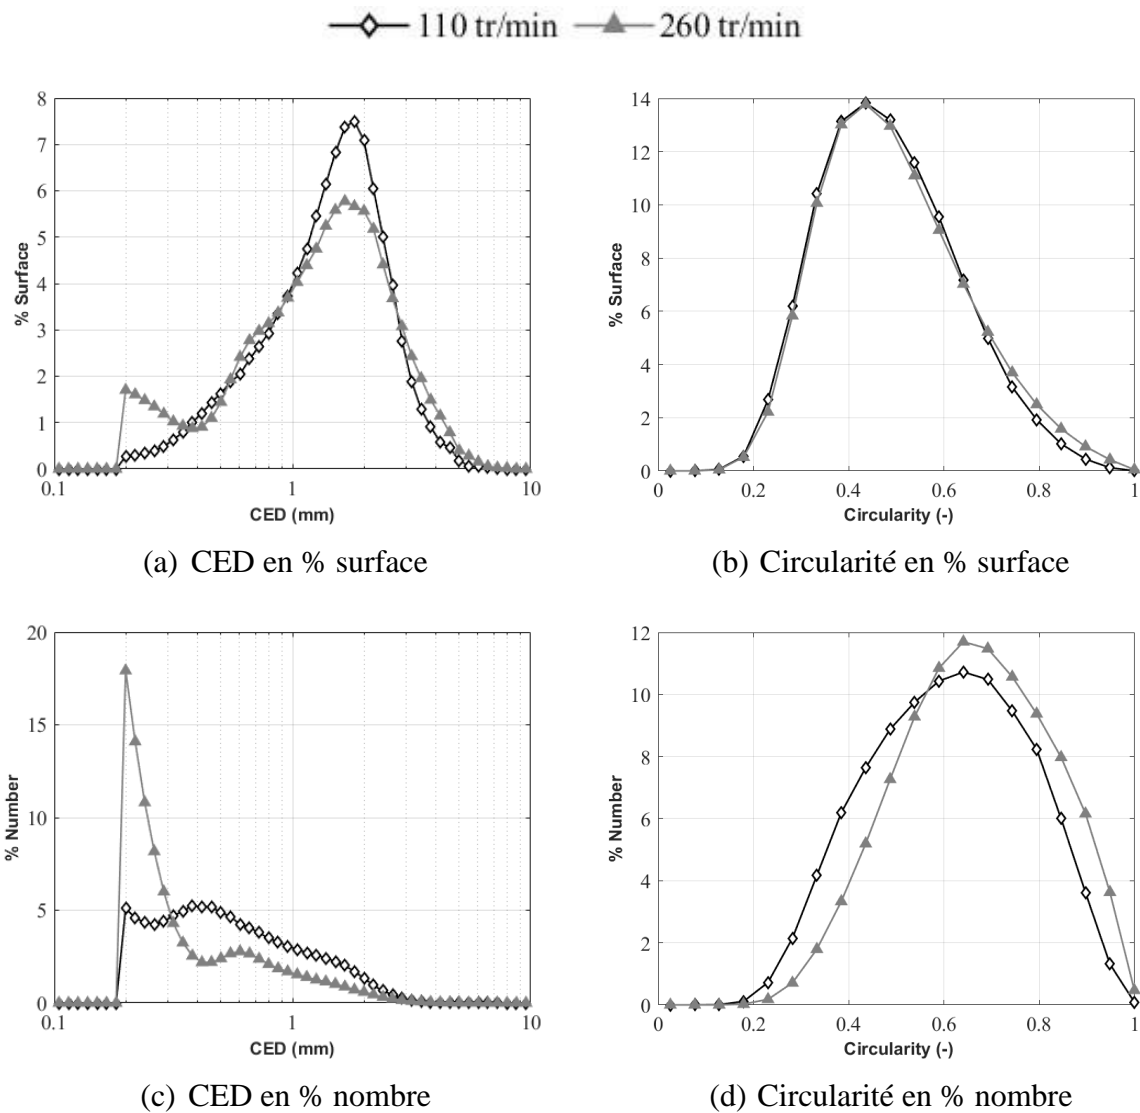 110 tr/min 260 tr/min
8
7
6
5
4
3
2
1
0
% Surface
0.1 1 10
CED (mm)
(a) CED en % surface
14
12
10
8
6
4
2
0
% Surface
0 0.2 0.4 0.6 0.8 1
Circularity (-)
(b) Circularité en % surface
20
15
10
5
0
% Number
0.1 1 10
CED (mm)
(c) CED en % nombre
12
10
8
6
4
2
0
% Number
0 0.2 0.4 0.6 0.8 1
Circularity (-)
(d) Circularité en % nombre